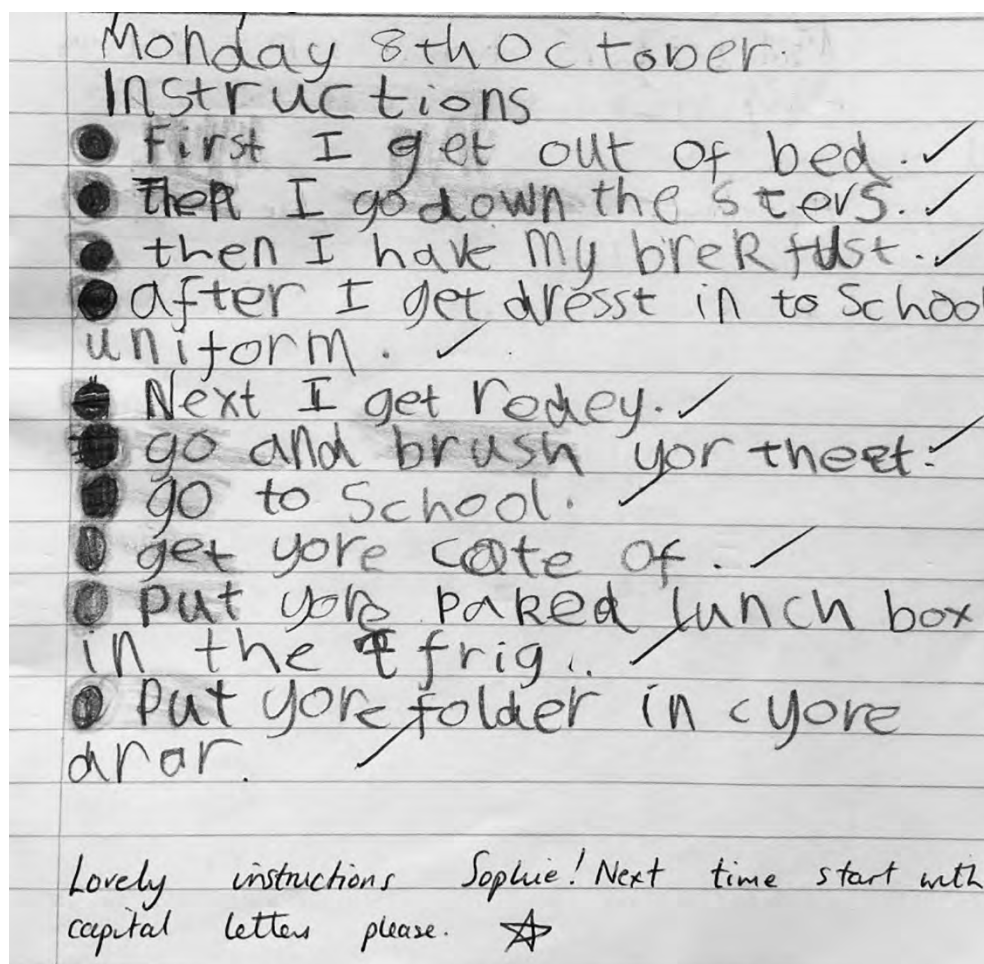 Monday 8th October.
Instructions
● First I get out of bed. ✓
● Then I go down the sters. ✓
● then I have my brekfust. ✓
● after I get dresst in to School
uniform. ✓
● Next I get rodey. ✓
● go and brush yor theet. ✓
● go to School. ✓
● get yore cote of. ✓
● put yore paked lunch box
in the frig. ✓
● put yore folder in cyore
drar. ✓
Lovely instructions Sophie! Next time start with
capital letters please. ☆